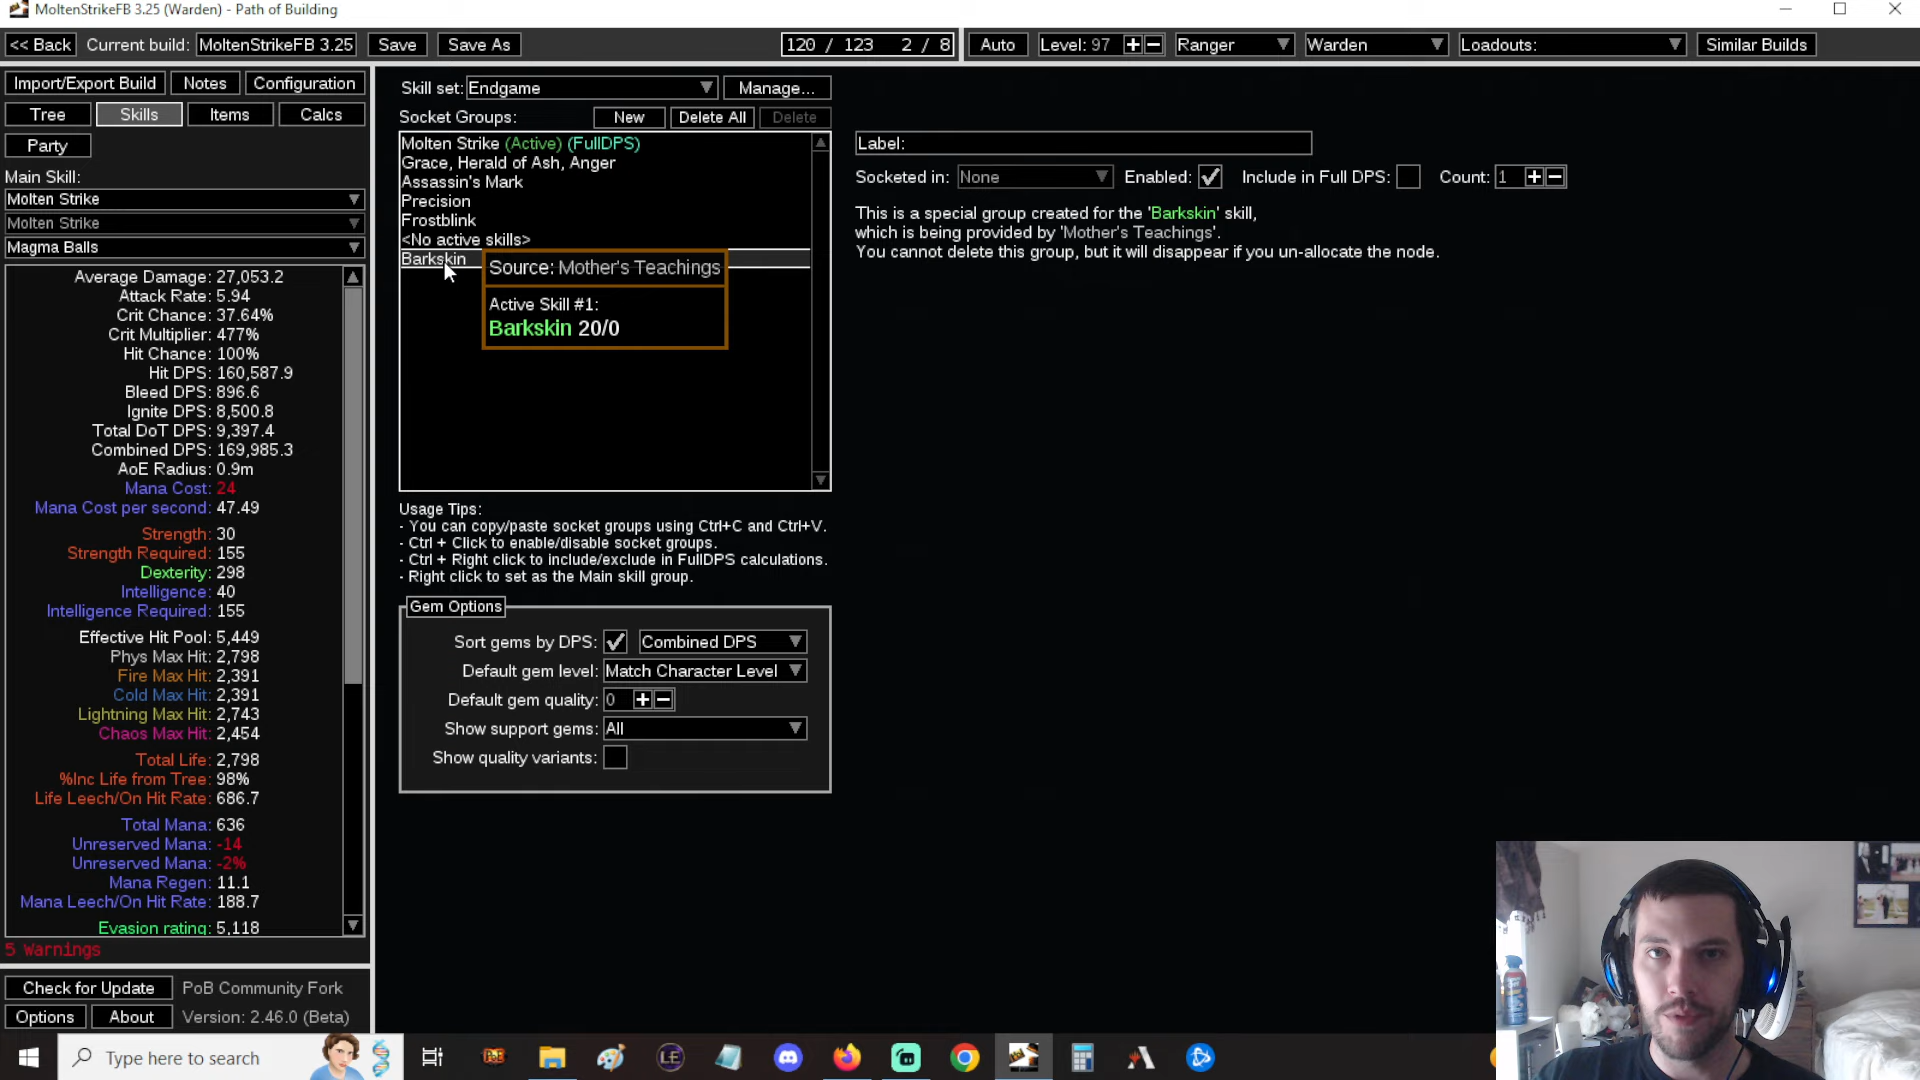 MoltenStrikeFB 3.25 (Warden) - Path of Building
<< Back Current build: MoltenStrikeFB 3.25 Save Save As 120 / 123 2 / 8 Auto Level: 97 Ranger Warden Loadouts: Similar Builds
Import/Export Build Notes Configuration
Tree Skills Items Calcs
Party
Main Skill:
Molten Strike
Molten Strike
Magma Balls
Average Damage: 27,053.2
Attack Rate: 5.94
Crit Chance: 37.64%
Crit Multiplier: 477%
Hit Chance: 100%
Hit DPS: 160,587.9
Bleed DPS: 896.6
Ignite DPS: 8,500.8
Total DoT DPS: 9,397.4
Combined DPS: 169,985.3
AoE Radius: 0.9m
Mana Cost: 24
Mana Cost per second: 47.49
Strength: 30
Strength Required: 155
Dexterity: 298
Intelligence: 40
Intelligence Required: 155
Effective Hit Pool: 5,449
Phys Max Hit: 2,798
Fire Max Hit: 2,391
Cold Max Hit: 2,391
Lightning Max Hit: 2,743
Chaos Max Hit: 2,454
Total Life: 2,798
%Inc Life from Tree: 98%
Life Leech/On Hit Rate: 686.7
Total Mana: 636
Unreserved Mana: -14
Unreserved Mana: -2%
Mana Regen: 11.1
Mana Leech/On Hit Rate: 188.7
Evasion rating: 5,118
5 Warnings
Check for Update PoB Community Fork
Options About Version: 2.46.0 (Beta)
Skill set: Endgame Manage...
Socket Groups: New Delete All Delete
Molten Strike (Active) (FullDPS)
Grace, Herald of Ash, Anger
Assassin's Mark
Precision
Frostblink
<No active skills>
Barkskin
Source: Mother's Teachings
Active Skill #1:
Barkskin 20/0
Usage Tips:
- You can copy/paste socket groups using Ctrl+C and Ctrl+V.
- Ctrl + Click to enable/disable socket groups.
- Ctrl + Right click to include/exclude in FullDPS calculations.
- Right click to set as the Main skill group.
Gem Options
Sort gems by DPS: Combined DPS
Default gem level: Match Character Level
Default gem quality: 0
Show support gems: All
Show quality variants:
Label:
Socketed in: None Enabled: Include in Full DPS: Count: 1
This is a special group created for the 'Barkskin' skill,
which is being provided by 'Mother's Teachings'.
You cannot delete this group, but it will disappear if you un-allocate the node.
Type here to search
LE